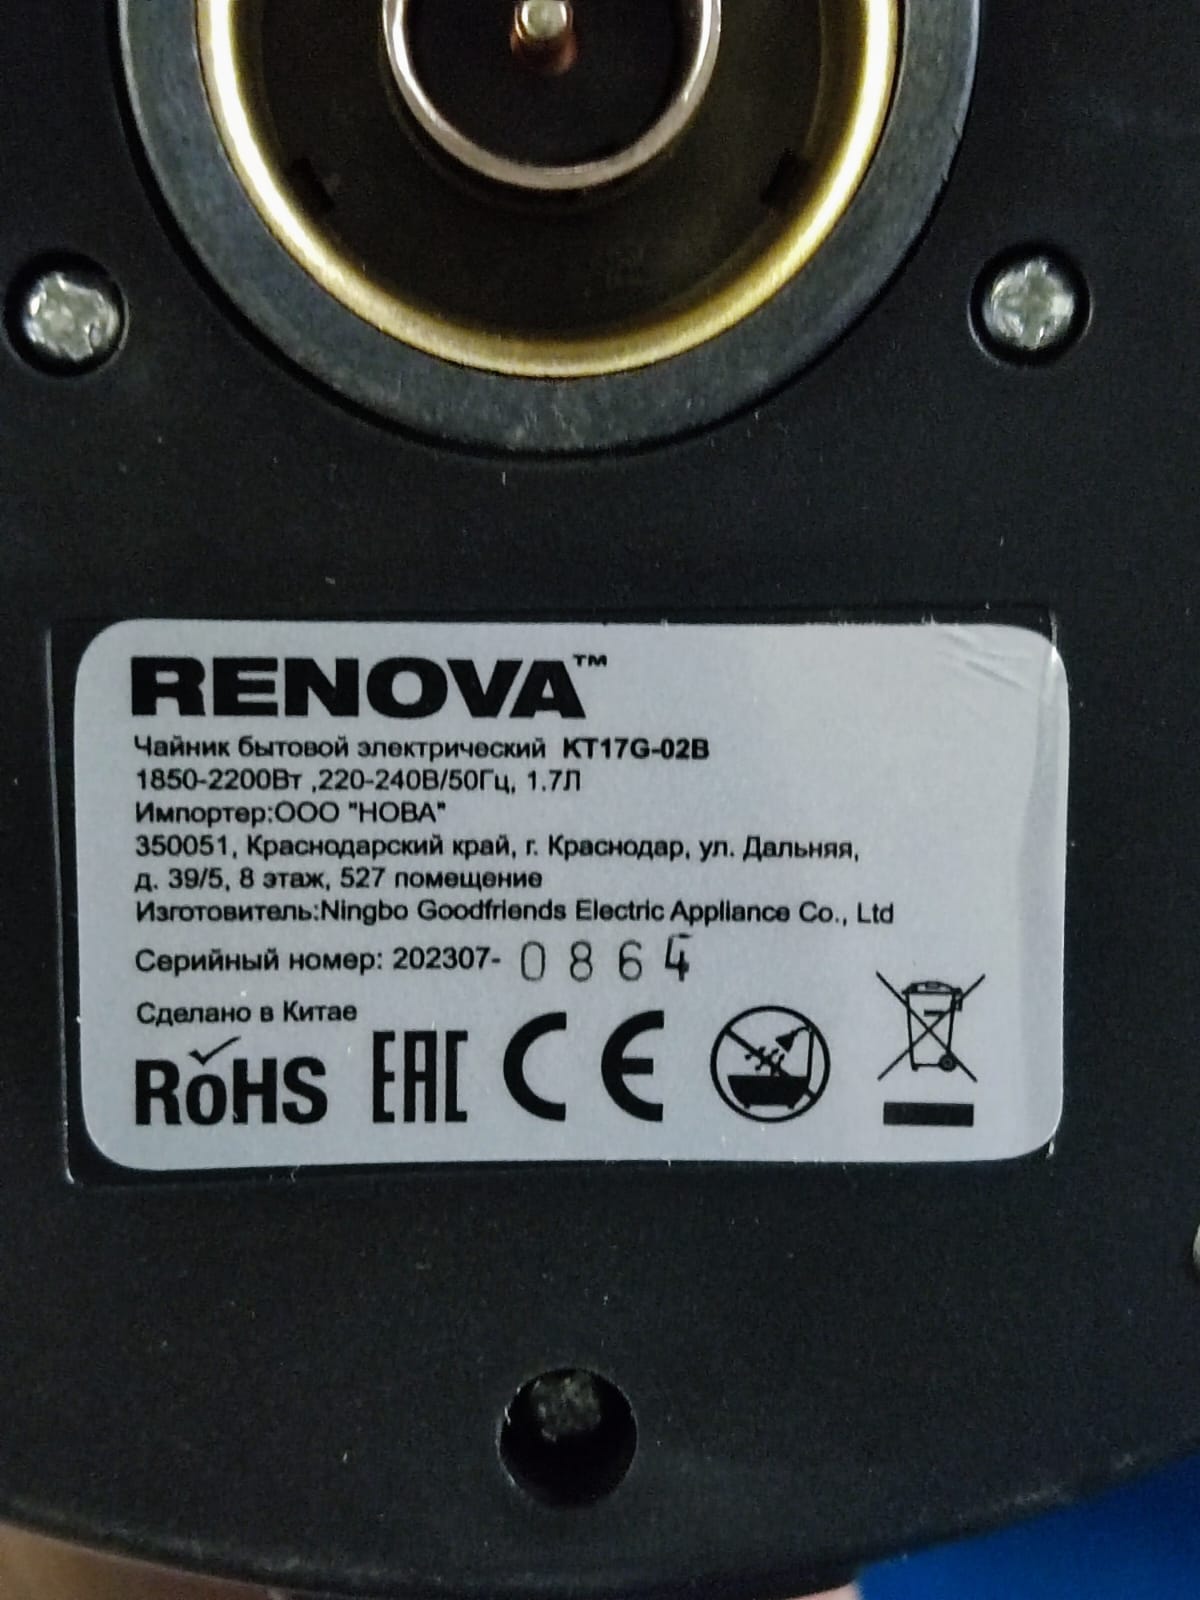 RENOVA™
Чайник бытовой электрический KT17G-02B
1850-2200Вт ,220-240В/50Гц, 1.7Л
Импортер:ООО "НОВА"
350051, Краснодарский край, г. Краснодар, ул. Дальняя,
д. 39/5, 8 этаж, 527 помещение
Изготовитель:Ningbo Goodfriends Electric Appliance Co., Ltd
Серийный номер: 202307- 0864
Сделано в Китае
RoHS EAC CE